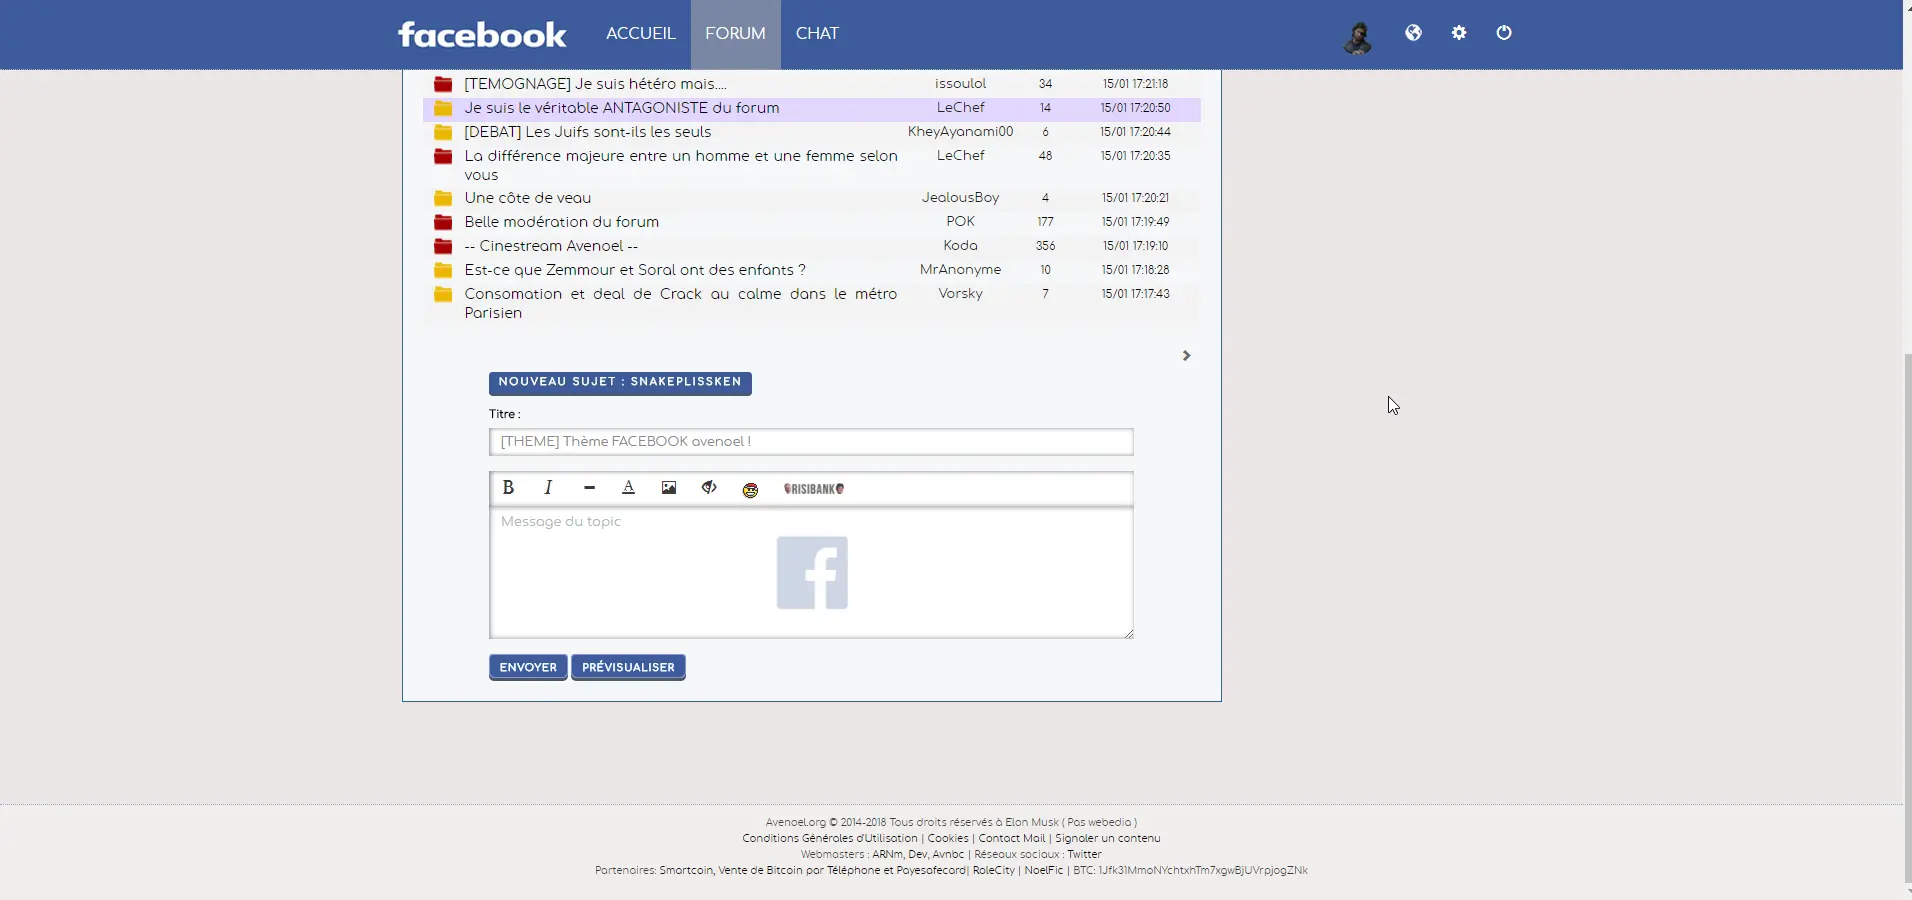 facebook ACCUEIL FORUM CHAT
[TEMOGNAGE] Je suis hétéro mais.... issoulol 34 15/01 17:21:18
Je suis le véritable ANTAGONISTE du forum LeChef 14 15/01 17:20:50
[DEBAT] Les Juifs sont-ils les seuls KheyAyanami00 6 15/01 17:20:44
La différence majeure entre un homme et une femme selon LeChef 48 15/01 17:20:35
vous
Une côte de veau JealousBoy 4 15/01 17:20:21
Belle modération du forum POK 177 15/01 17:19:49
-- Cinestream Avenoel -- Koda 356 15/01 17:19:10
Est-ce que Zemmour et Soral ont des enfants ? MrAnonyme 10 15/01 17:18:28
Consomation et deal de Crack au calme dans le métro Vorsky 7 15/01 17:17:43
Parisien
NOUVEAU SUJET : SNAKEPLISSKEN
Titre :
[THEME] Thème FACEBOOK avenoel !
B I A RISIBANK
Message du topic
f
ENVOYER PRÉVISUALISER
Avenoel.org © 2014-2018 Tous droits réservés à Elon Musk ( Pas webedia )
Conditions Générales d'Utilisation | Cookies | Contact Mail | Signaler un contenu
Webmasters : ARNm, Dev, Avnbc | Réseaux sociaux : Twitter
Partenaires: Smartcoin, Vente de Bitcoin par Téléphone et Payesafecard| RoleCity | NoelFic | BTC: 1Jfk31MmoNYchtxhTm7xgwBjUVrpjogZNk